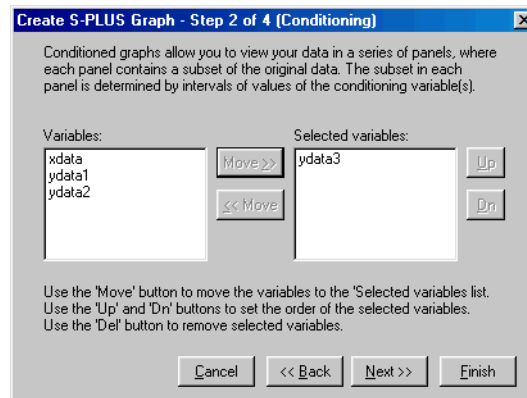 Create S-PLUS Graph - Step 2 of 4 (Conditioning)
Conditioned graphs allow you to view your data in a series of panels, where
each panel contains a subset of the original data. The subset in each
panel is determined by intervals of values of the conditioning variable(s).
Variables:
Selected variables:
xdata
ydata1
ydata2
Move >>
<< Move
ydata3
Up
Dn
Use the 'Move' button to move the variables to the 'Selected variables list.
Use the 'Up' and 'Dn' buttons to set the order of the selected variables.
Use the 'Del' button to remove selected variables.
Cancel
<< Back
Next >>
Finish